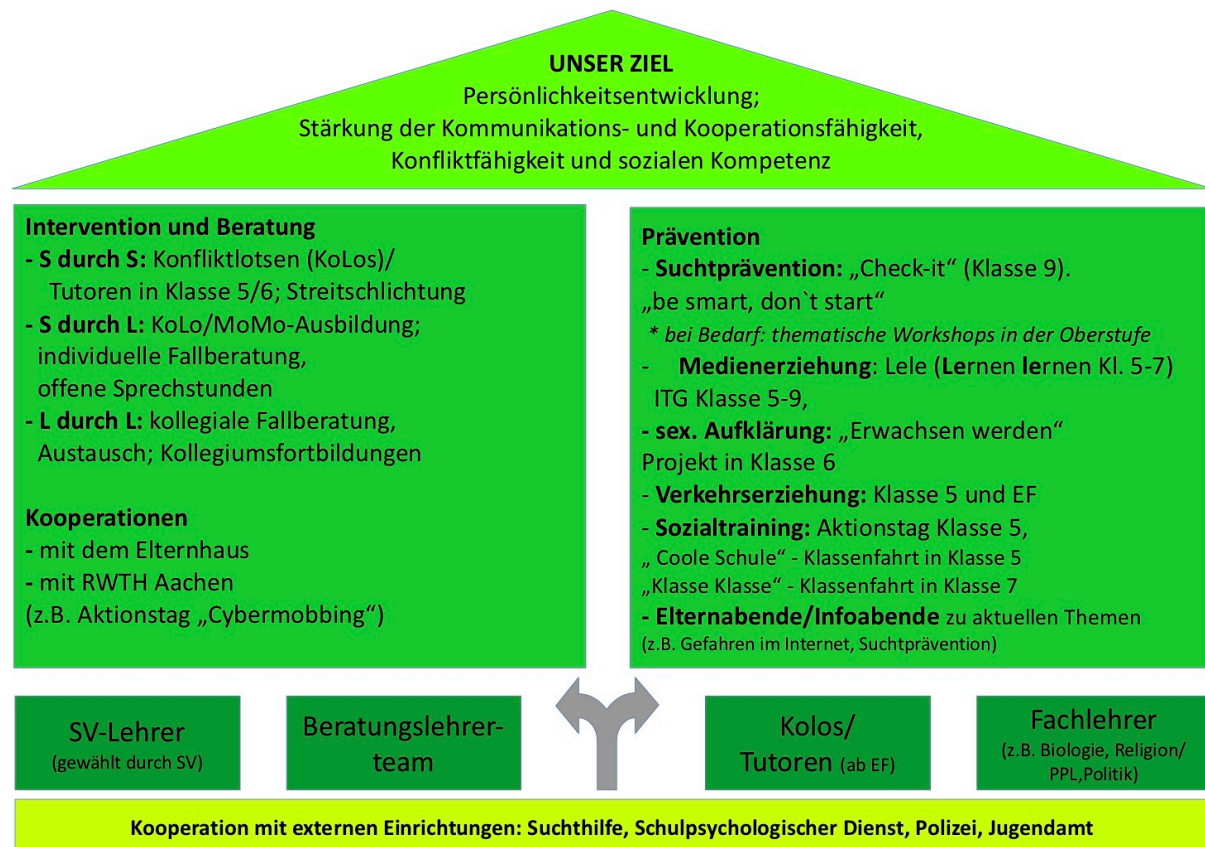 UNSER ZIEL
Persönlichkeitsentwicklung;
Stärkung der Kommunikations- und Kooperationsfähigkeit,
Konfliktfähigkeit und sozialen Kompetenz
Intervention und Beratung
- S durch S: Konfliktlotsen (KoLos)/
Tutoren in Klasse 5/6; Streitschlichtung
- S durch L: KoLo/MoMo-Ausbildung;
individuelle Fallberatung,
offene Sprechstunden
- L durch L: kollegiale Fallberatung,
Austausch; Kollegiumsfortbildungen
Kooperationen
- mit dem Elternhaus
- mit RWTH Aachen
(z.B. Aktionstag „Cybermobbing“)
Prävention
- Suchtprävention: „Check-it“ (Klasse 9).
„be smart, don`t start“
* bei Bedarf: thematische Workshops in der Oberstufe
- Medienerziehung: Lele (Lernen lernen Kl. 5-7)
ITG Klasse 5-9,
- sex. Aufklärung: „Erwachsen werden“
Projekt in Klasse 6
- Verkehrserziehung: Klasse 5 und EF
- Sozialtraining: Aktionstag Klasse 5,
„ Coole Schule“ - Klassenfahrt in Klasse 5
„Klasse Klasse“ - Klassenfahrt in Klasse 7
- Elternabende/Infoabende zu aktuellen Themen
(z.B. Gefahren im Internet, Suchtprävention)
SV-Lehrer
(gewählt durch SV)
Beratungslehrer-
team
Kolos/
Tutoren (ab EF)
Fachlehrer
(z.B. Biologie, Religion/
PPL,Politik)
Kooperation mit externen Einrichtungen: Suchthilfe, Schulpsychologischer Dienst, Polizei, Jugendamt